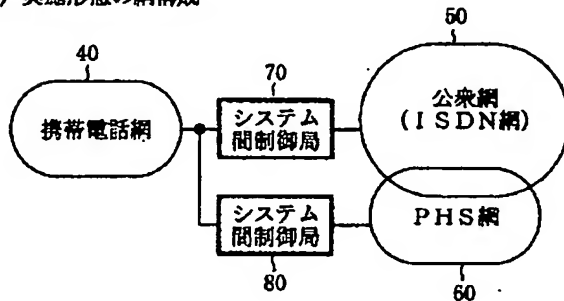 実施形態の網構成
40
携帯電話網
70
システム
間制御局
50
公衆網
(ISDN網)
システム
間制御局
80
PHS網
60